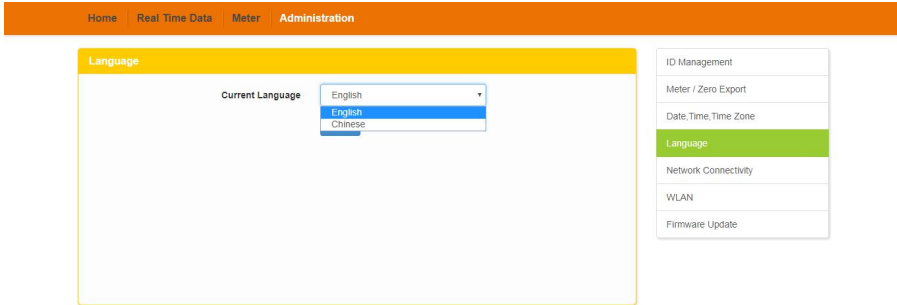 Home Real Time Data Meter Administration
Language
Current Language English
English
Chinese
ID Management
Meter / Zero Export
Date,Time,Time Zone
Language
Network Connectivity
WLAN
Firmware Update